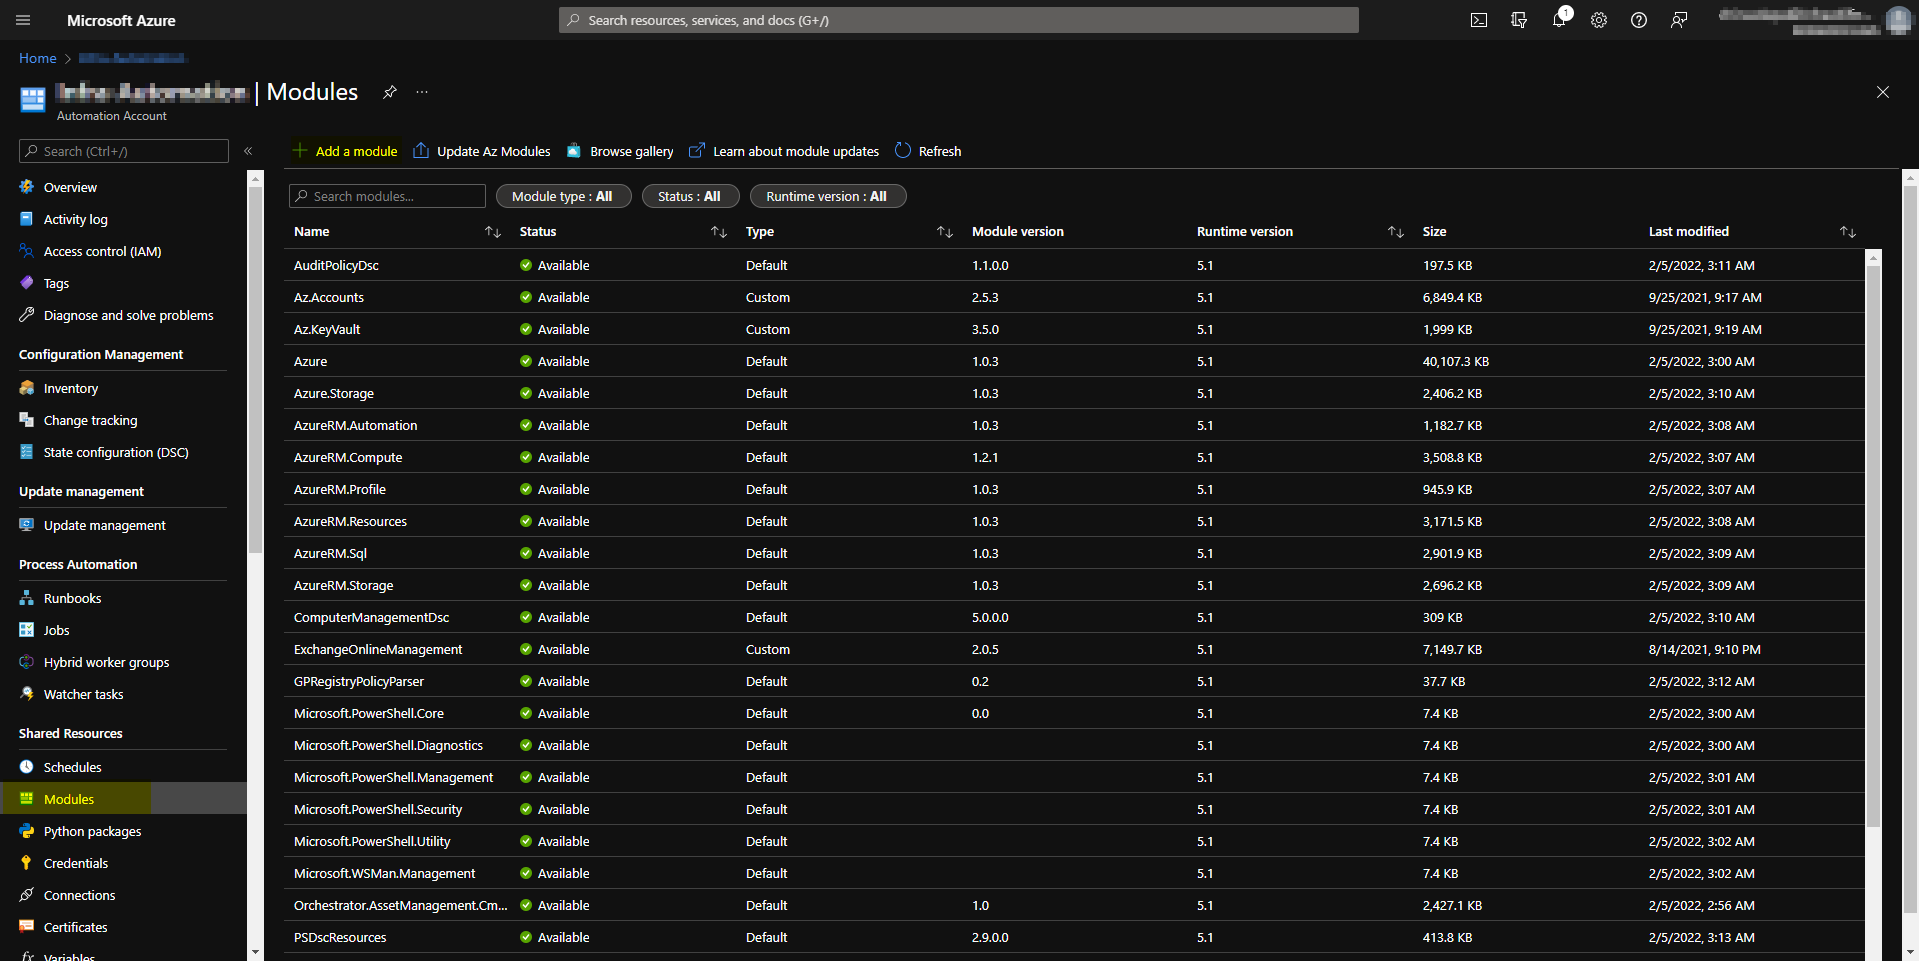 Microsoft Azure
Search resources, services, and docs (G+/)
1
Home
| Modules
Automation Account
Search (Ctrl+/)
Add a module Update Az Modules Browse gallery Learn about module updates Refresh
Search modules... Module type : All Status : All Runtime version : All
Overview
Activity log
Access control (IAM)
Tags
Diagnose and solve problems
Configuration Management
Inventory
Change tracking
State configuration (DSC)
Update management
Update management
Process Automation
Runbooks
Jobs
Hybrid worker groups
Watcher tasks
Shared Resources
Schedules
Modules
Python packages
Credentials
Connections
Certificates
Variables
Name Status Type Module version Runtime version Size Last modified
AuditPolicyDsc Available Default 1.1.0.0 5.1 197.5 KB 2/5/2022, 3:11 AM
Az.Accounts Available Custom 2.5.3 5.1 6,849.4 KB 9/25/2021, 9:17 AM
Az.KeyVault Available Custom 3.5.0 5.1 1,999 KB 9/25/2021, 9:19 AM
Azure Available Default 1.0.3 5.1 40,107.3 KB 2/5/2022, 3:00 AM
Azure.Storage Available Default 1.0.3 5.1 2,406.2 KB 2/5/2022, 3:10 AM
AzureRM.Automation Available Default 1.0.3 5.1 1,182.7 KB 2/5/2022, 3:08 AM
AzureRM.Compute Available Default 1.2.1 5.1 3,508.8 KB 2/5/2022, 3:07 AM
AzureRM.Profile Available Default 1.0.3 5.1 945.9 KB 2/5/2022, 3:07 AM
AzureRM.Resources Available Default 1.0.3 5.1 3,171.5 KB 2/5/2022, 3:08 AM
AzureRM.Sql Available Default 1.0.3 5.1 2,901.9 KB 2/5/2022, 3:09 AM
AzureRM.Storage Available Default 1.0.3 5.1 2,696.2 KB 2/5/2022, 3:09 AM
ComputerManagementDsc Available Default 5.0.0.0 5.1 309 KB 2/5/2022, 3:10 AM
ExchangeOnlineManagement Available Custom 2.0.5 5.1 7,149.7 KB 8/14/2021, 9:10 PM
GPRegistryPolicyParser Available Default 0.2 5.1 37.7 KB 2/5/2022, 3:12 AM
Microsoft.PowerShell.Core Available Default 0.0 5.1 7.4 KB 2/5/2022, 3:00 AM
Microsoft.PowerShell.Diagnostics Available Default 5.1 7.4 KB 2/5/2022, 3:00 AM
Microsoft.PowerShell.Management Available Default 5.1 7.4 KB 2/5/2022, 3:01 AM
Microsoft.PowerShell.Security Available Default 5.1 7.4 KB 2/5/2022, 3:01 AM
Microsoft.PowerShell.Utility Available Default 5.1 7.4 KB 2/5/2022, 3:02 AM
Microsoft.WSMan.Management Available Default 5.1 7.4 KB 2/5/2022, 3:02 AM
Orchestrator.AssetManagement.Cm... Available Default 1.0 5.1 2,427.1 KB 2/5/2022, 2:56 AM
PSDscResources Available Default 2.9.0.0 5.1 413.8 KB 2/5/2022, 3:13 AM